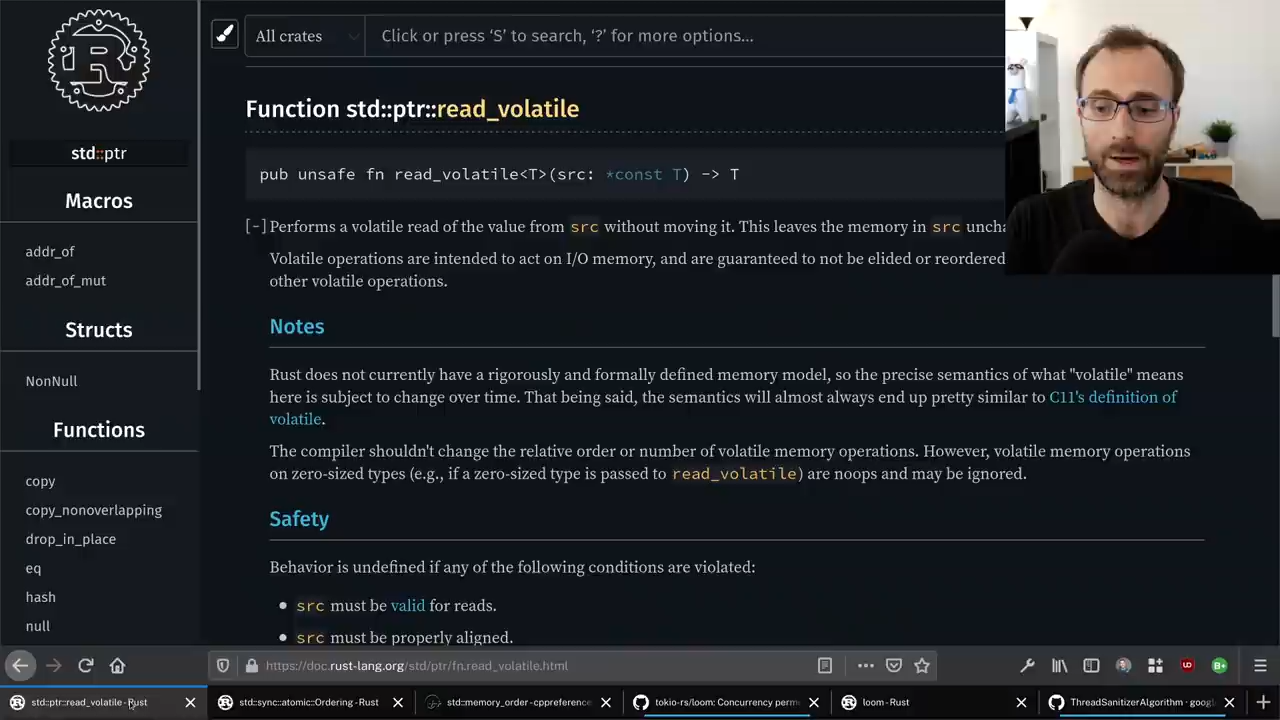 All crates
Click or press ‘S’ to search, ‘?’ for more options…
std::ptr
Macros
addr_of
addr_of_mut
Structs
NonNull
Functions
copy
copy_nonoverlapping
drop_in_place
eq
hash
null
Function std::ptr::read_volatile
pub unsafe fn read_volatile<T>(src: *const T) -> T
[-] Performs a volatile read of the value from src without moving it. This leaves the memory in src
Volatile operations are intended to act on I/O memory, and are guaranteed to not be elided or reordered
other volatile operations.
Notes
Rust does not currently have a rigorously and formally defined memory model, so the precise semantics of what "volatile" means
here is subject to change over time. That being said, the semantics will almost always end up pretty similar to C11's definition of
volatile.
The compiler shouldn't change the relative order or number of volatile memory operations. However, volatile memory operations
on zero-sized types (e.g., if a zero-sized type is passed to read_volatile) are noops and may be ignored.
Safety
Behavior is undefined if any of the following conditions are violated:
src must be valid for reads.
src must be properly aligned.
https://doc.rust-lang.org/std/ptr/fn.read_volatile.html
std::ptr::read_volatile - Rust
std::sync::atomic::Ordering - Rust
std::memory_order - cppreference
tokio-rs/loom: Concurrency perm
loom - Rust
ThreadSanitizerAlgorithm · googl